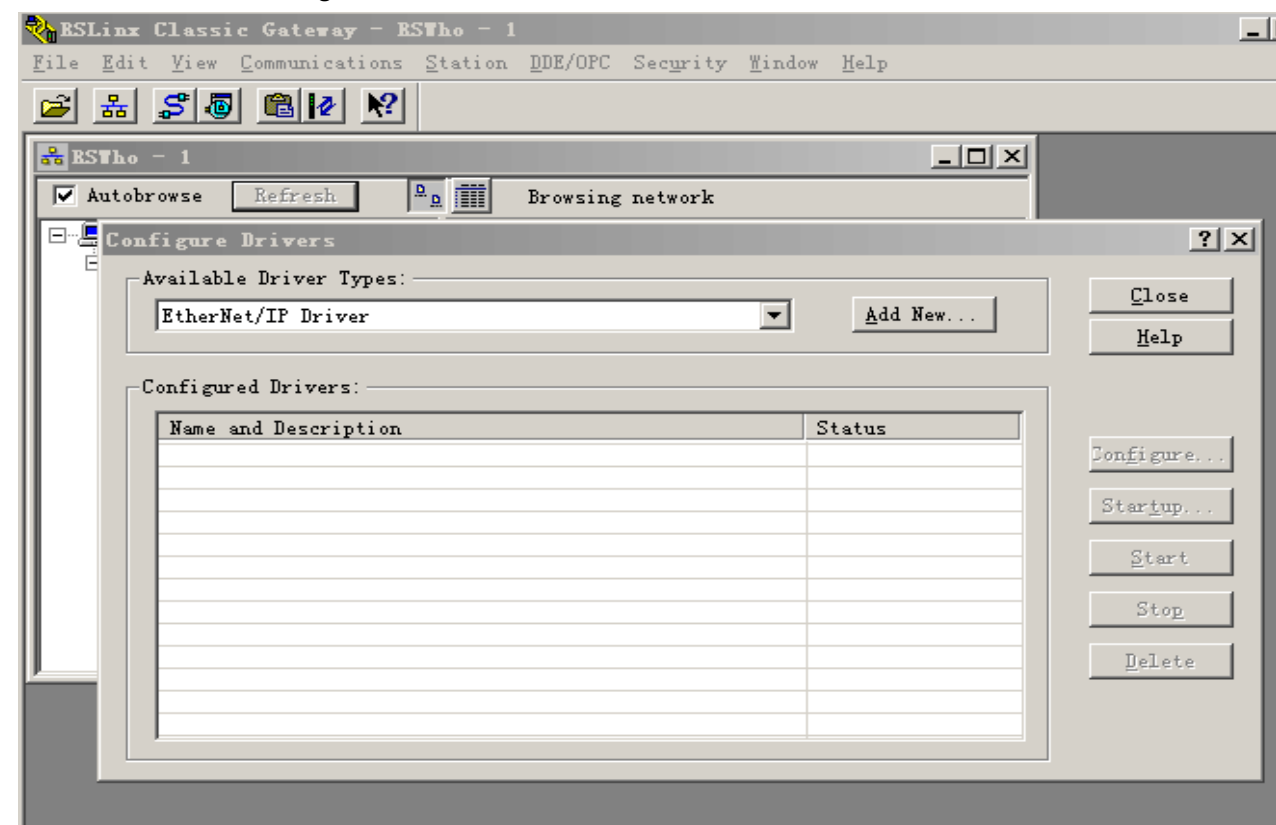 RSLinx Classic Gateway - RSWho - 1
File Edit View Communications Station DDE/OPC Security Window Help
RSWho - 1
Autobrowse Refresh Browsing network
Configure Drivers
Available Driver Types:
EtherNet/IP Driver
Add New...
Close
Help
Configured Drivers:
Name and Description Status
Configure...
Startup...
Start
Stop
Delete